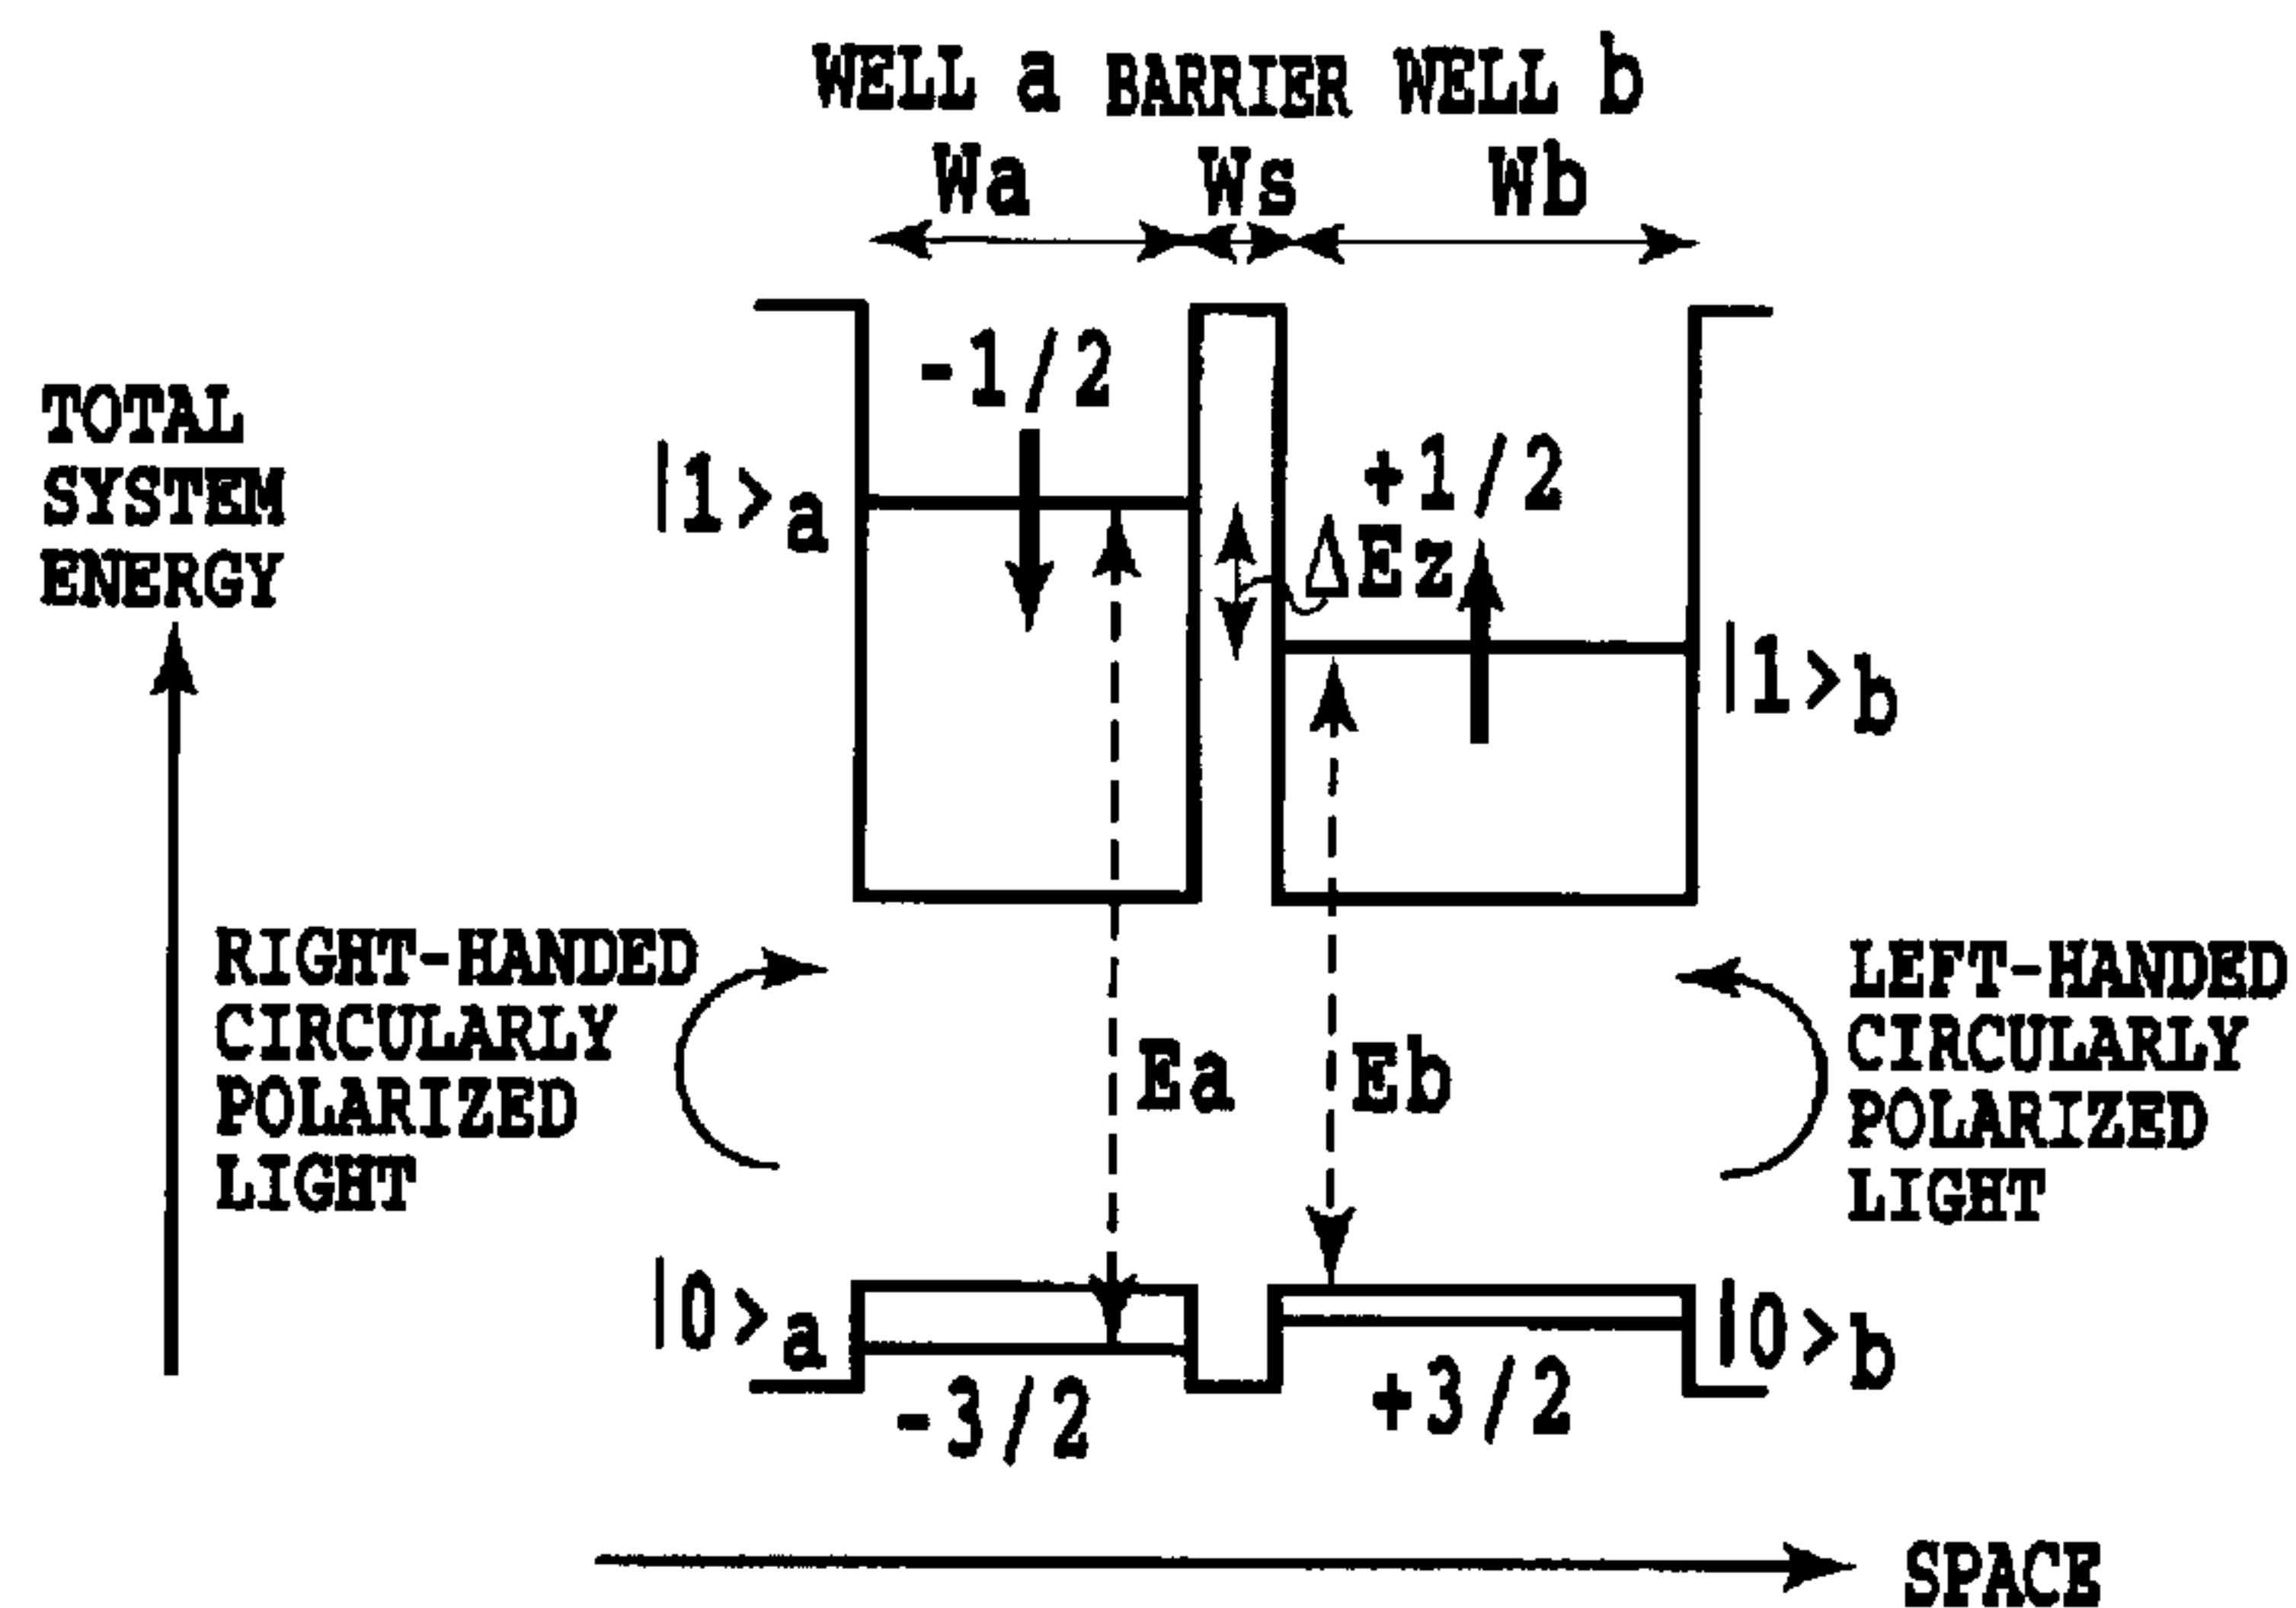 WELL a BARRIER WELL b
Wa Ws Wb
-1/2
+1/2
TOTAL
SYSTEM
ENERGY
|1>a
ΔEz
|1>b
RIGHT-HANDED
CIRCULARLY
POLARIZED
LIGHT
Ea Eb
LEFT-HANDED
CIRCULARLY
POLARIZED
LIGHT
|0>a
|0>b
-3/2
+3/2
SPACE